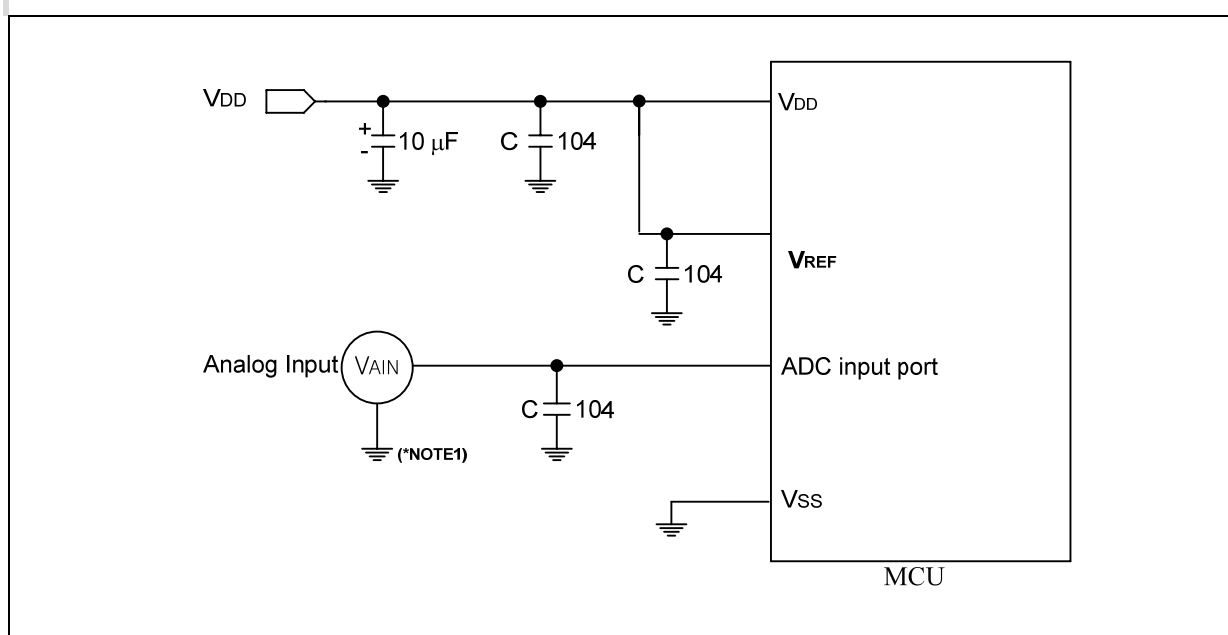 VDD
VDD
+
-
10 μF
C 104
VREF
C 104
Analog Input
VAIN
ADC input port
C 104
(*NOTE1)
VSS
MCU